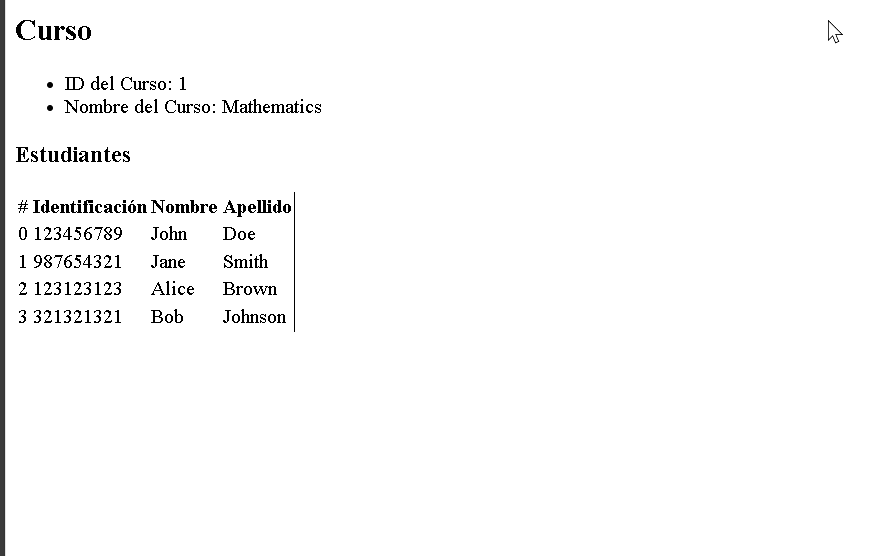 Curso
ID del Curso: 1
Nombre del Curso: Mathematics
Estudiantes
# Identificación Nombre Apellido
0 123456789 John Doe
1 987654321 Jane Smith
2 123123123 Alice Brown
3 321321321 Bob Johnson